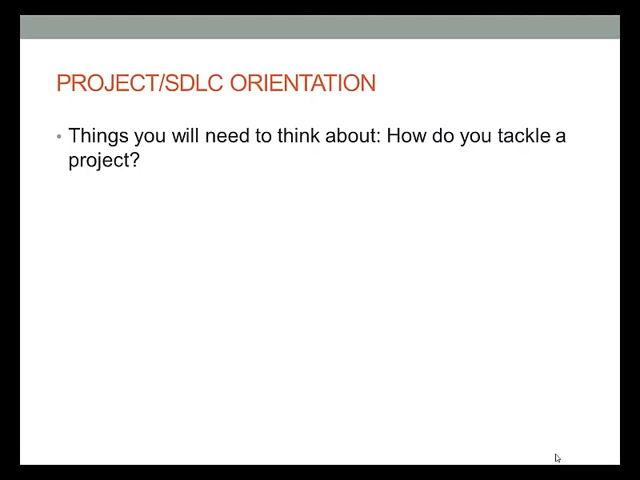 PROJECT/SDLC ORIENTATION
• Things you will need to think about: How do you tackle a
project?